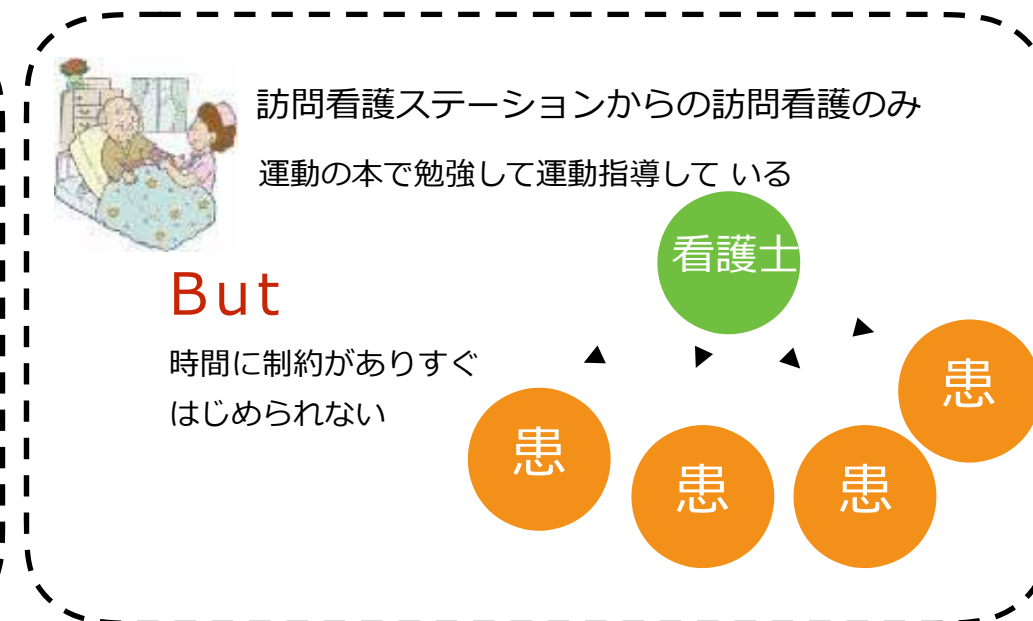 訪問看護ステーションからの訪問看護のみ
運動の本で勉強して運動指導して いる
看護士
But
時間に制約がありすぐ
はじめられない
患
患
患
患